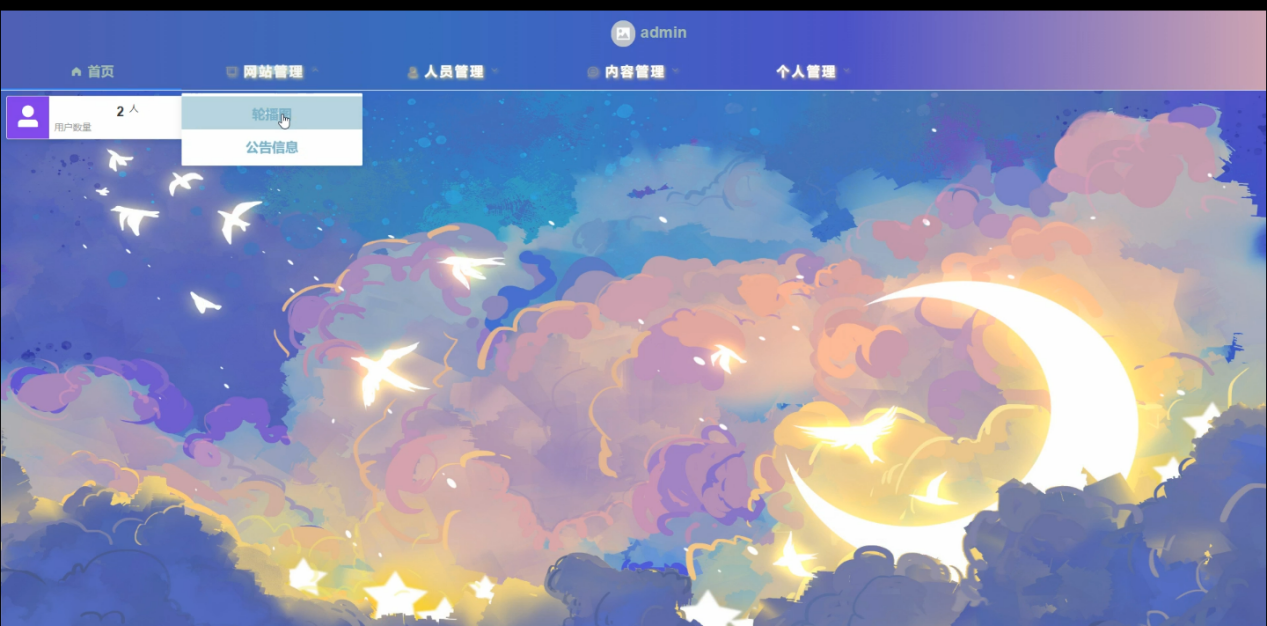 admin
首页 网站管理 人员管理 内容管理 个人管理
2 人
用户数量
轮播图
公告信息